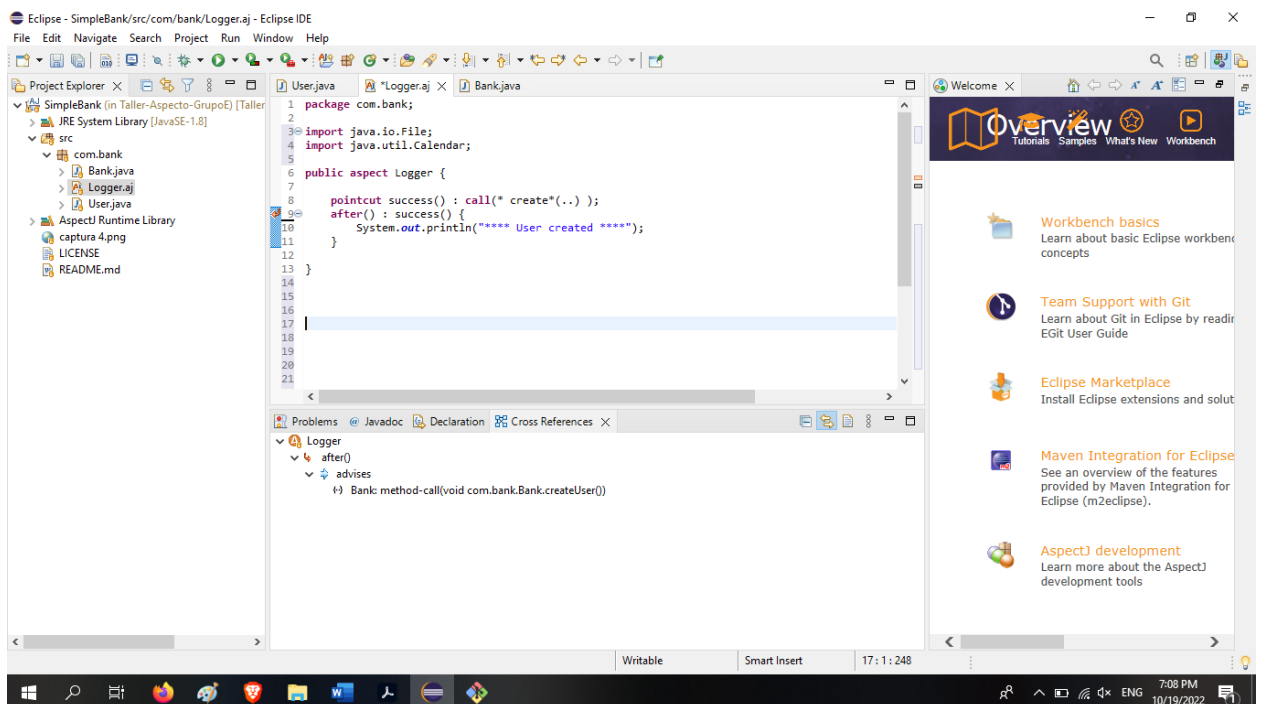 Eclipse - SimpleBank/src/com/bank/Logger.aj - Eclipse IDE
File Edit Navigate Search Project Run Window Help
Project Explorer
SimpleBank (in Taller-Aspecto-GrupoE) [Taller
JRE System Library [JavaSE-1.8]
src
com.bank
Bank.java
Logger.aj
User.java
AspectJ Runtime Library
captura 4.png
LICENSE
README.md
User.java *Logger.aj Bank.java
1 package com.bank;
2
3 import java.io.File;
4 import java.util.Calendar;
5
6 public aspect Logger {
7
8 pointcut success() : call(* create*(..) );
9 after() : success() {
10 System.out.println("**** User created ****");
11 }
12
13 }
14
15
16
17
18
19
20
21
Problems @ Javadoc Declaration Cross References
Logger
after()
advises
Bank: method-call(void com.bank.Bank.createUser())
Welcome
Overview
Tutorials Samples What's New Workbench
Workbench basics
Learn about basic Eclipse workbenc
concepts
Team Support with Git
Learn about Git in Eclipse by readin
EGit User Guide
Eclipse Marketplace
Install Eclipse extensions and solut
Maven Integration for Eclipse
See an overview of the features
provided by Maven Integration for
Eclipse (m2eclipse).
AspectJ development
Learn more about the AspectJ
development tools
Writable Smart Insert 17 : 1 : 248
ENG 7:08 PM
10/19/2022